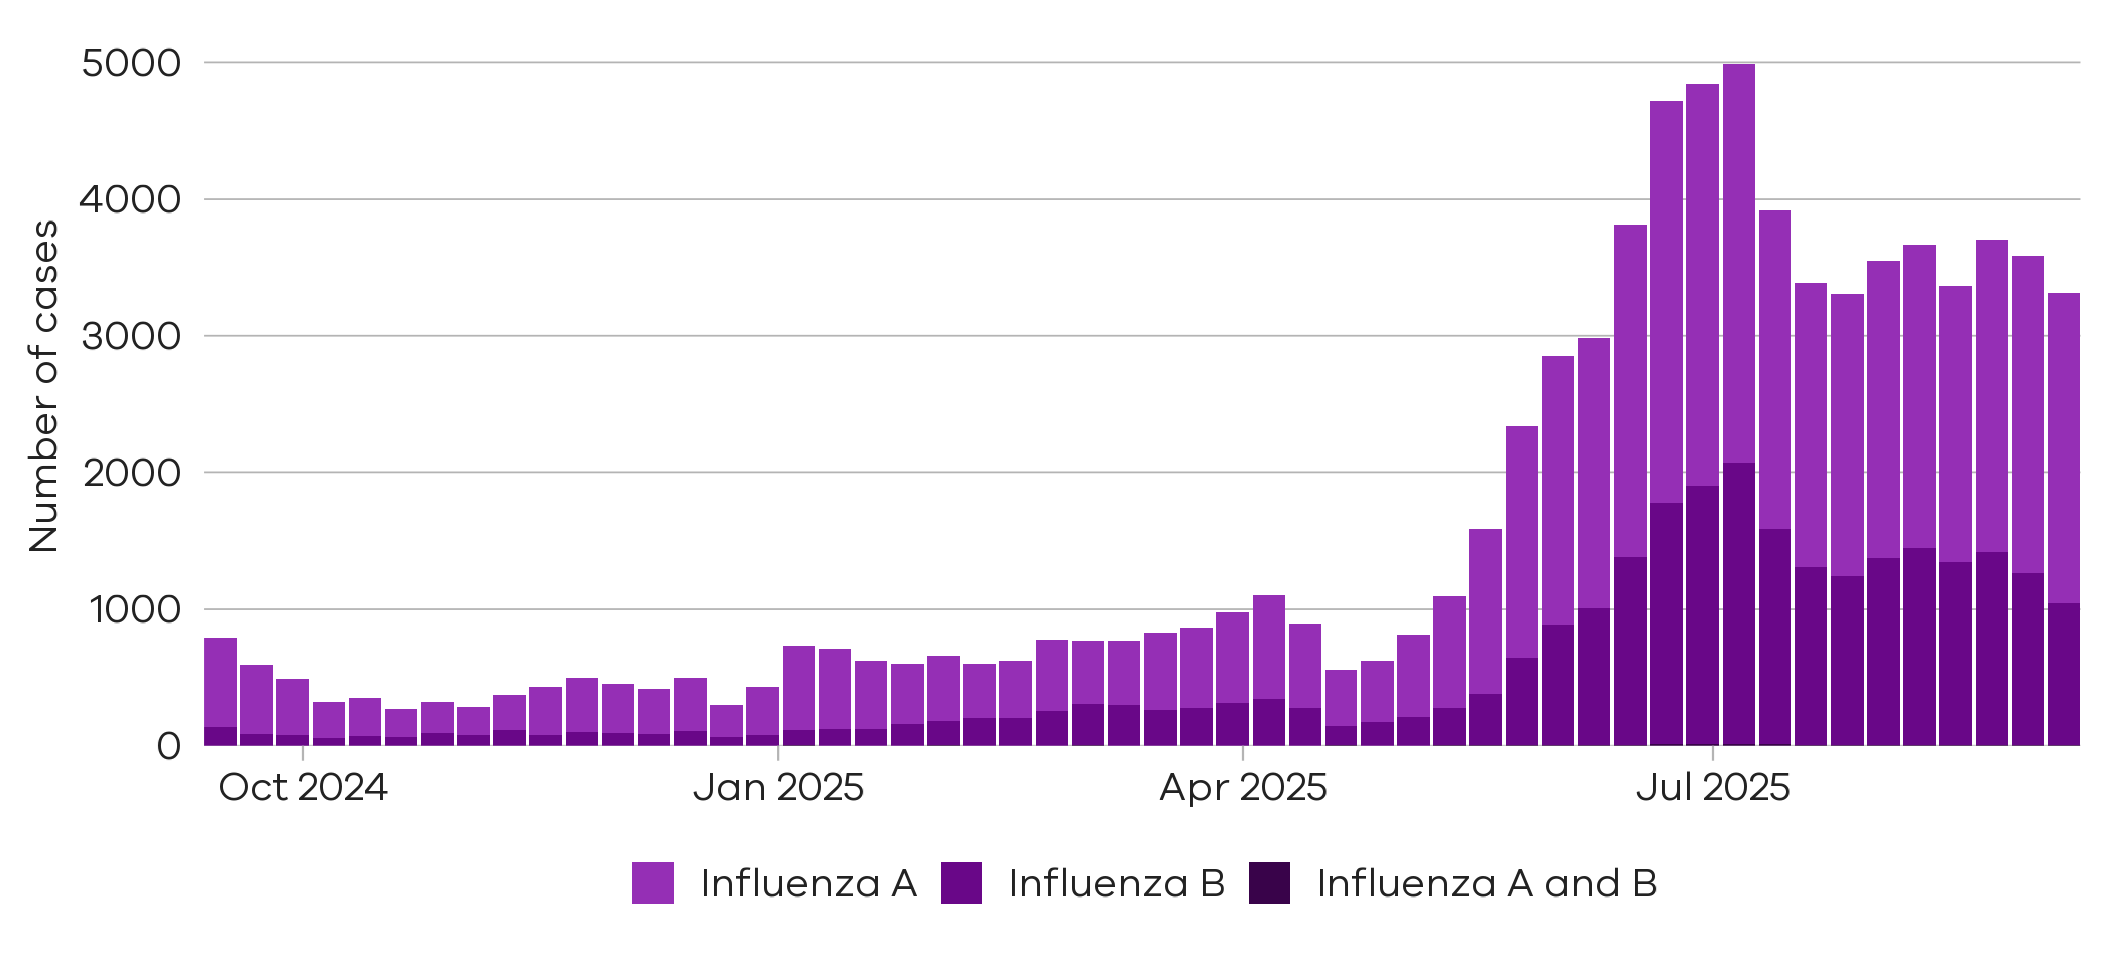 Number of cases
5000
4000
3000
2000
1000
0
Oct 2024 Jan 2025 Apr 2025 Jul 2025
Influenza A Influenza B Influenza A and B